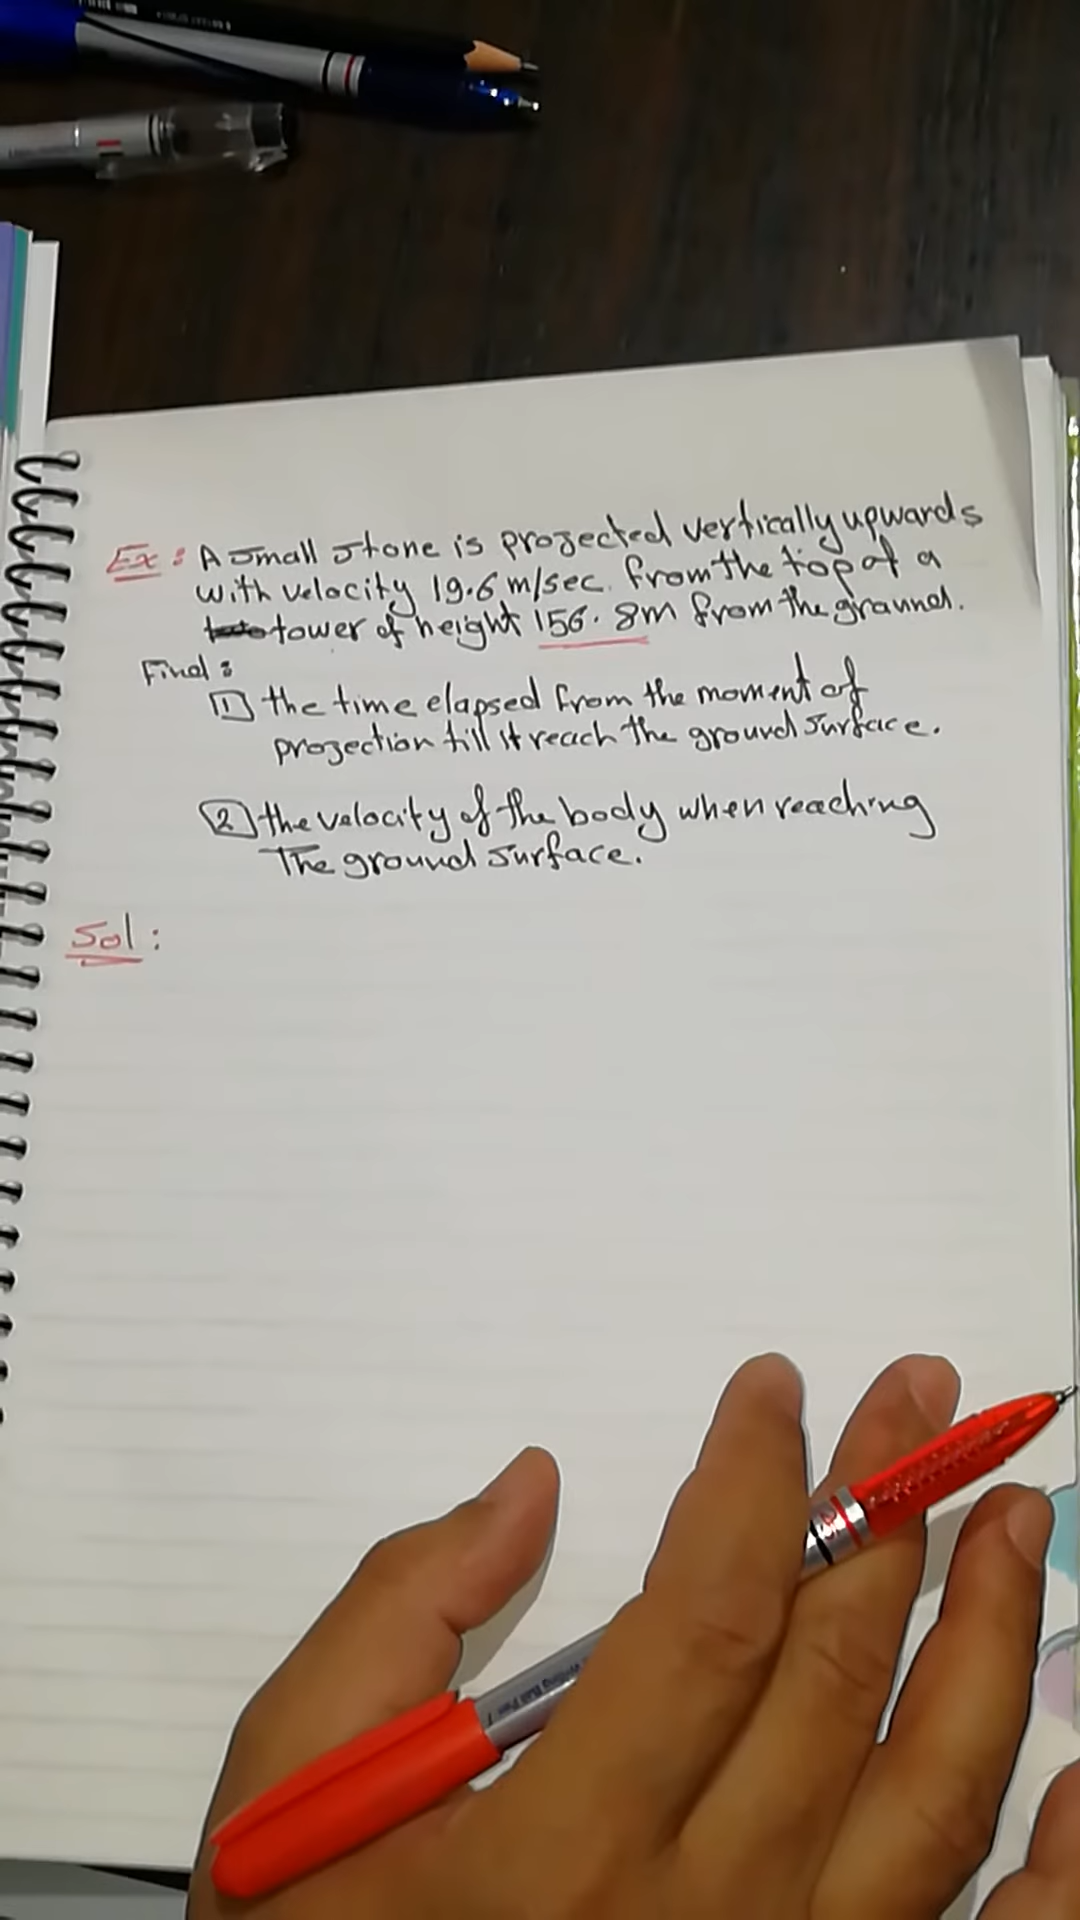 Ex: A small stone is projected vertically upwards
with velocity 19.6 m/sec. from the top of a
tower of height 156.8m from the graund.
Find:
1 the time elapsed from the moment of
projection till it reach the ground surface.
2 the velocity of the body when reaching
The ground surface.
Sol: